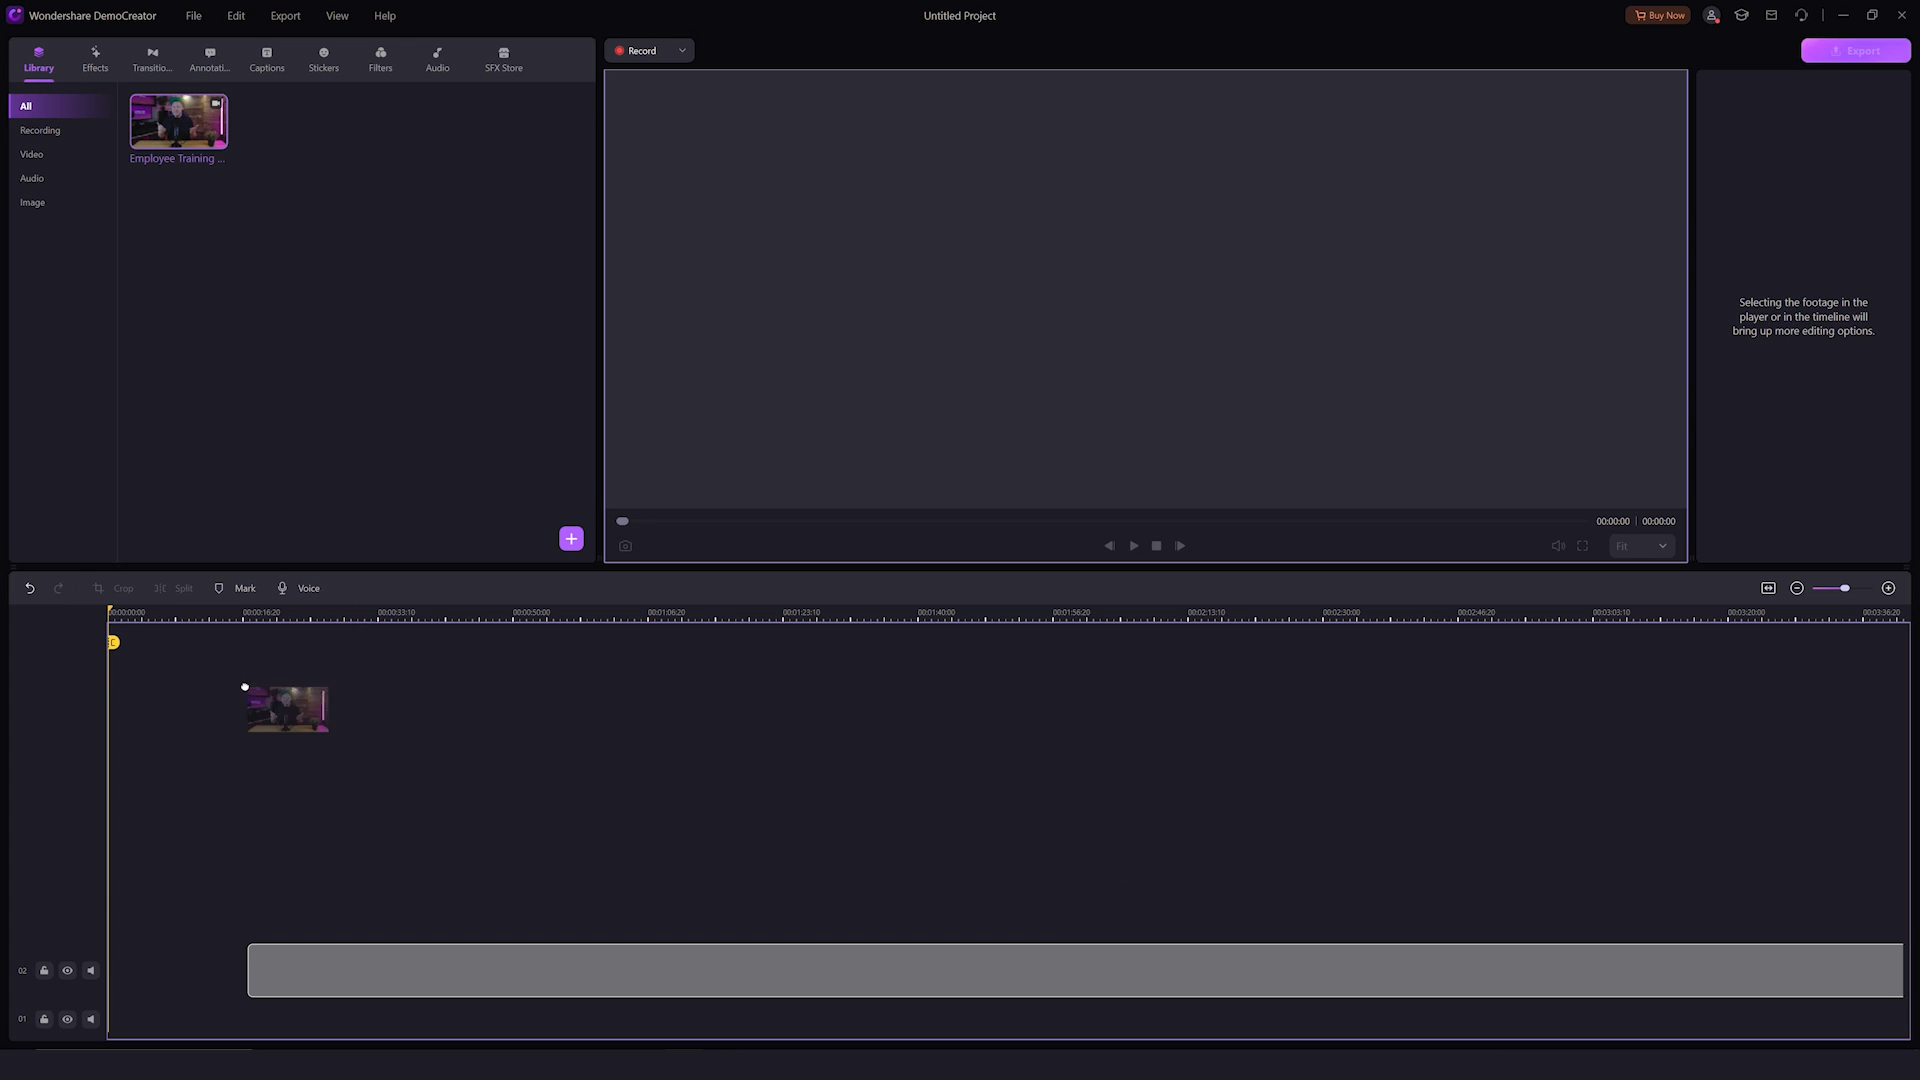 Wondershare DemoCreator File Edit Export View Help Untitled Project Buy Now
Library Effects Transitio... Annotati... Captions Stickers Filters Audio SFX Store
Record
Export
All
Recording
Video
Audio
Image
Employee Training ...
Selecting the footage in the
player or in the timeline will
bring up more editing options.
00:00:00 | 00:00:00
Fit
Crop Split Mark Voice
00:00:00:00 00:00:16:20 00:00:33:10 00:00:50:00 00:01:06:20 00:01:23:10 00:01:40:00 00:01:56:20 00:02:13:10 00:02:30:00 00:02:46:20 00:03:03:10 00:03:20:00 00:03:36:20
02
01